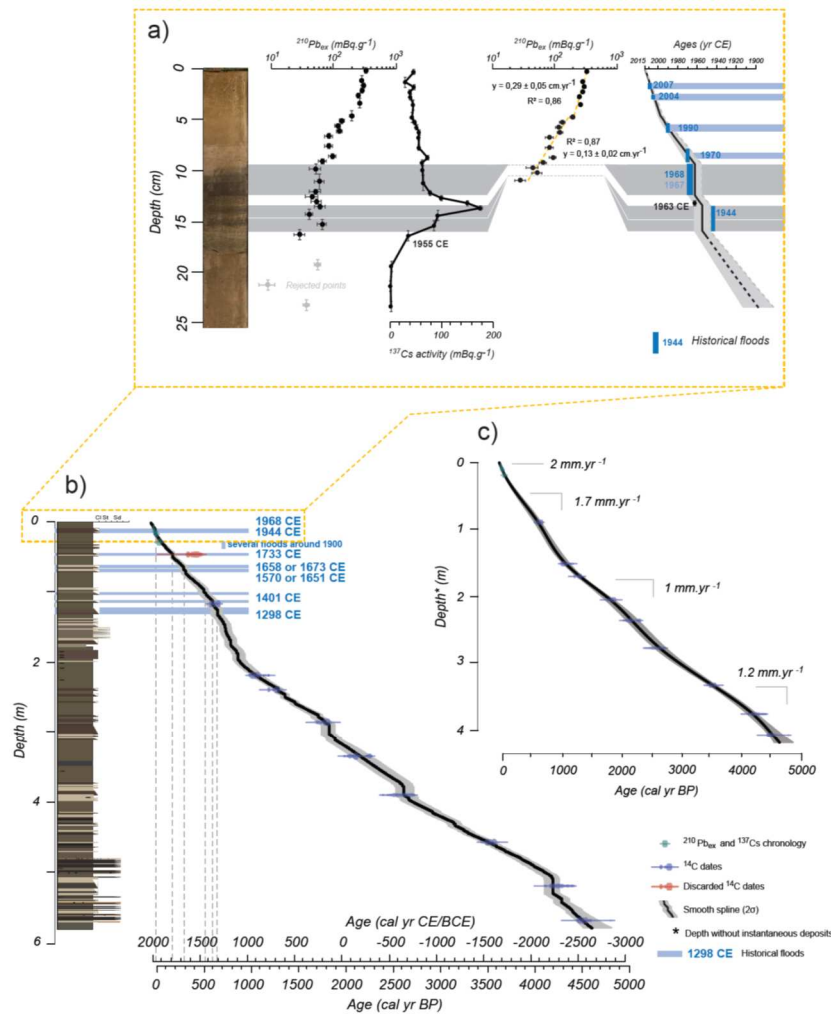 a)
210Pbex (mBq.g-1)
10 10² 10³
210Pbex (mBq.g-1)
10 10² 10³
Ages (yr CE)
2015 2000 1980 1960 1940 1920 1900
Depth (cm)
0
5
10
15
20
25
y = 0,29 ± 0,05 cm.yr-1
R² = 0,86
R² = 0,87
y = 0,13 ± 0,02 cm.yr-1
2007
2004
1990
1970
1968
1967
1963 CE
1944
1955 CE
Rejected points
0 100 200
137Cs activity (mBq.g-1)
1944 Historical floods
b)
Cl St Sd
Depth (m)
0
2
4
6
1968 CE
1944 CE
several floods around 1900
1733 CE
1658 or 1673 CE
1570 or 1651 CE
1401 CE
1298 CE
Age (cal yr CE/BCE)
2000 1500 1000 500 0 -500 -1000 -1500 -2000 -2500 -3000
0 500 1000 1500 2000 2500 3000 3500 4000 4500 5000
Age (cal yr BP)
c)
Depth* (m)
0
1
2
3
4
2 mm.yr -1
1.7 mm.yr -1
1 mm.yr -1
1.2 mm.yr -1
0 1000 2000 3000 4000 5000
Age (cal yr BP)
210Pbex and 137Cs chronology
14C dates
Discarded 14C dates
Smooth spline (2σ)
* Depth without instantaneous deposits
1298 CE Historical floods